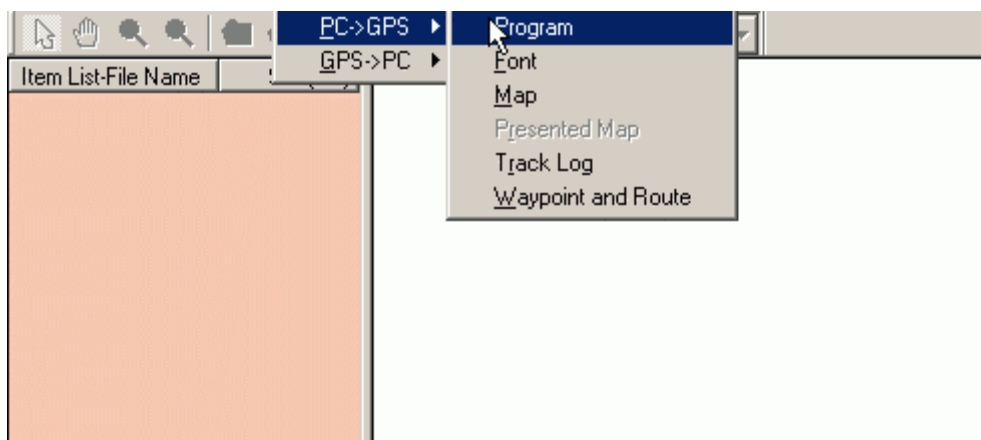 PC->GPS
Program
GPS->PC
Font
Item List-File Name
Map
Presented Map
Track Log
Waypoint and Route